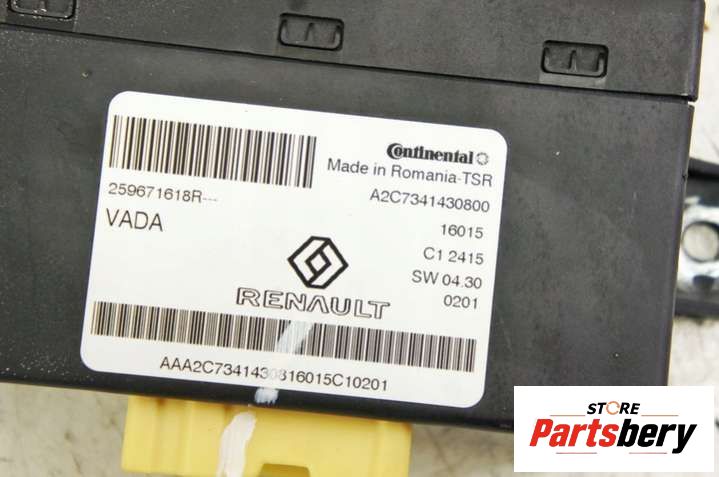 Continental
Made in Romania-TSR
259671618R---
A2C7341430800
VADA
16015
C1 2415
SW 04.30
0201
RENAULT
AAA2C7341430816015C10201
STORE
Partsbery